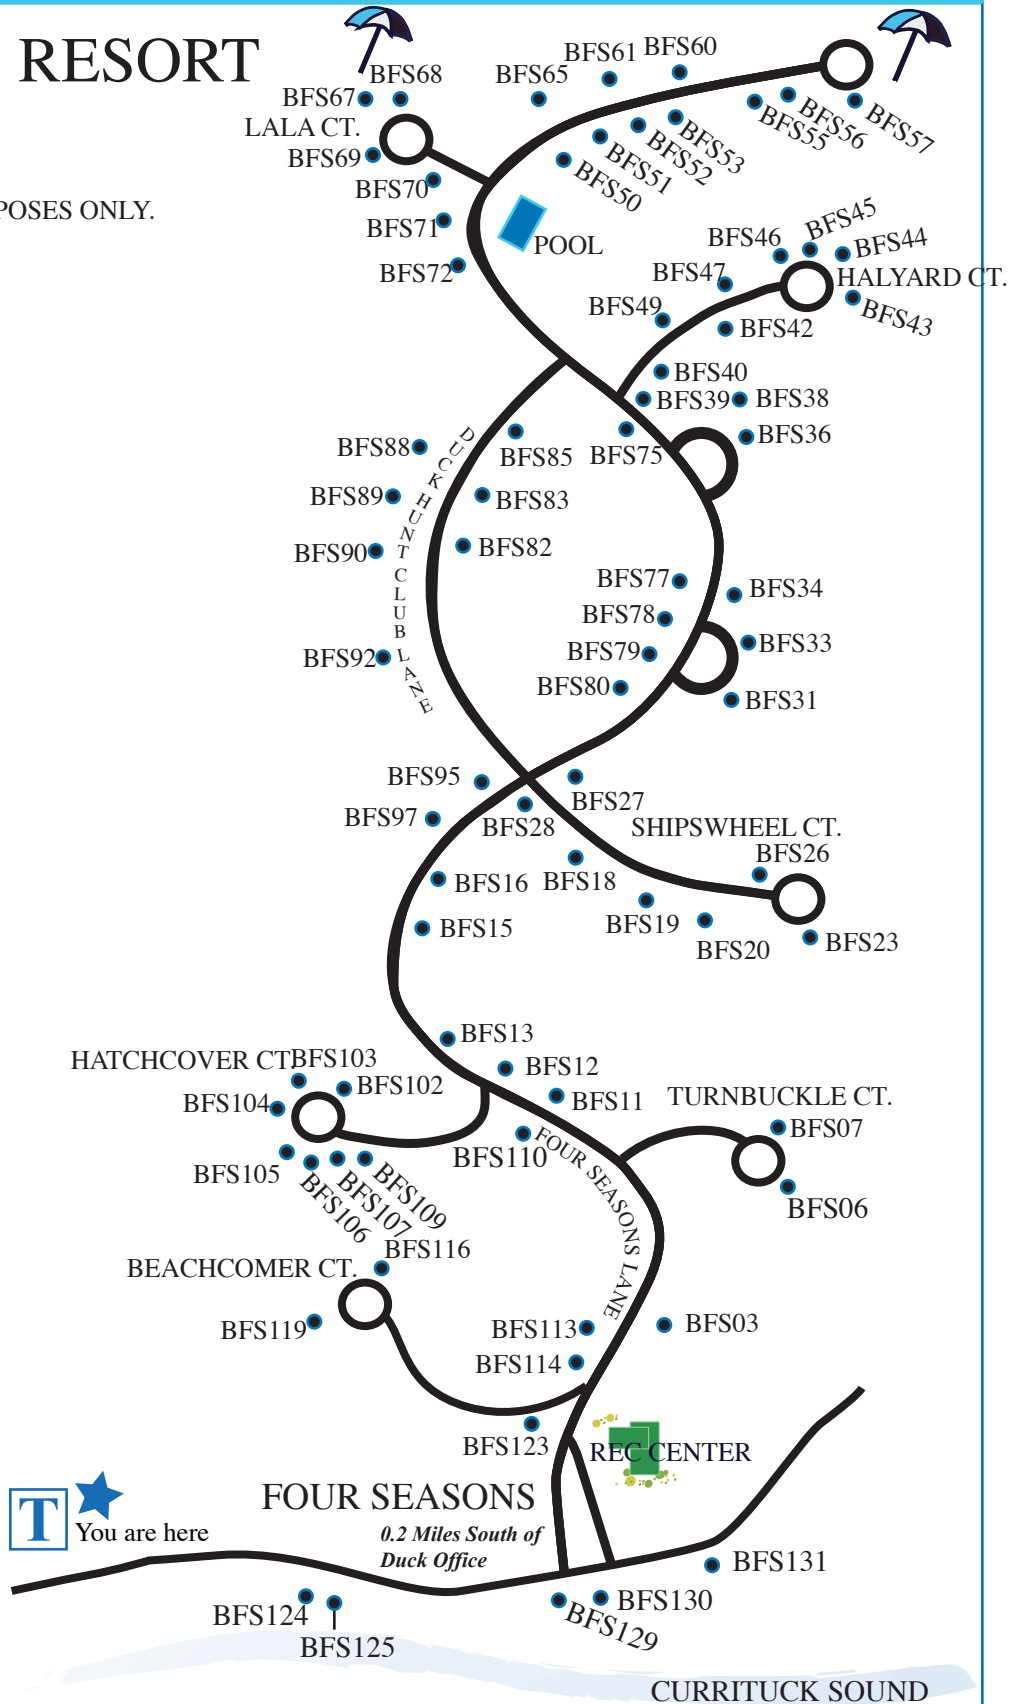 RESORT
BFS61
BFS60
BFS65
BFS68
BFS67
LALA CT.
BFS69
BFS70
BFS71
BFS72
BFS57
BFS56
BFS55
BFS53
BFS52
BFS51
BFS50
POSES ONLY.
POOL
BFS45
BFS46
BFS44
BFS47
HALYARD CT.
BFS49
BFS43
BFS42
BFS40
BFS39
BFS38
BFS36
BFS75
BFS85
BFS88
DUCK HUNT CLUB LANE
BFS89
BFS83
BFS90
BFS82
BFS77
BFS34
BFS78
BFS33
BFS79
BFS92
BFS80
BFS31
BFS95
BFS27
BFS97
BFS28
SHIPSWHEEL CT.
BFS26
BFS16
BFS18
BFS19
BFS15
BFS20
BFS23
BFS13
HATCHCOVER CT.
BFS103
BFS12
BFS102
BFS104
BFS11
TURNBUCKLE CT.
BFS07
BFS110
FOUR SEASONS LANE
BFS105
BFS106
BFS107
BFS109
BFS06
BFS116
BEACHCOMER CT.
BFS119
BFS113
BFS03
BFS114
BFS123
REC CENTER
FOUR SEASONS
T
You are here
0.2 Miles South of
Duck Office
BFS131
BFS130
BFS129
BFS124
BFS125
CURRITUCK SOUND